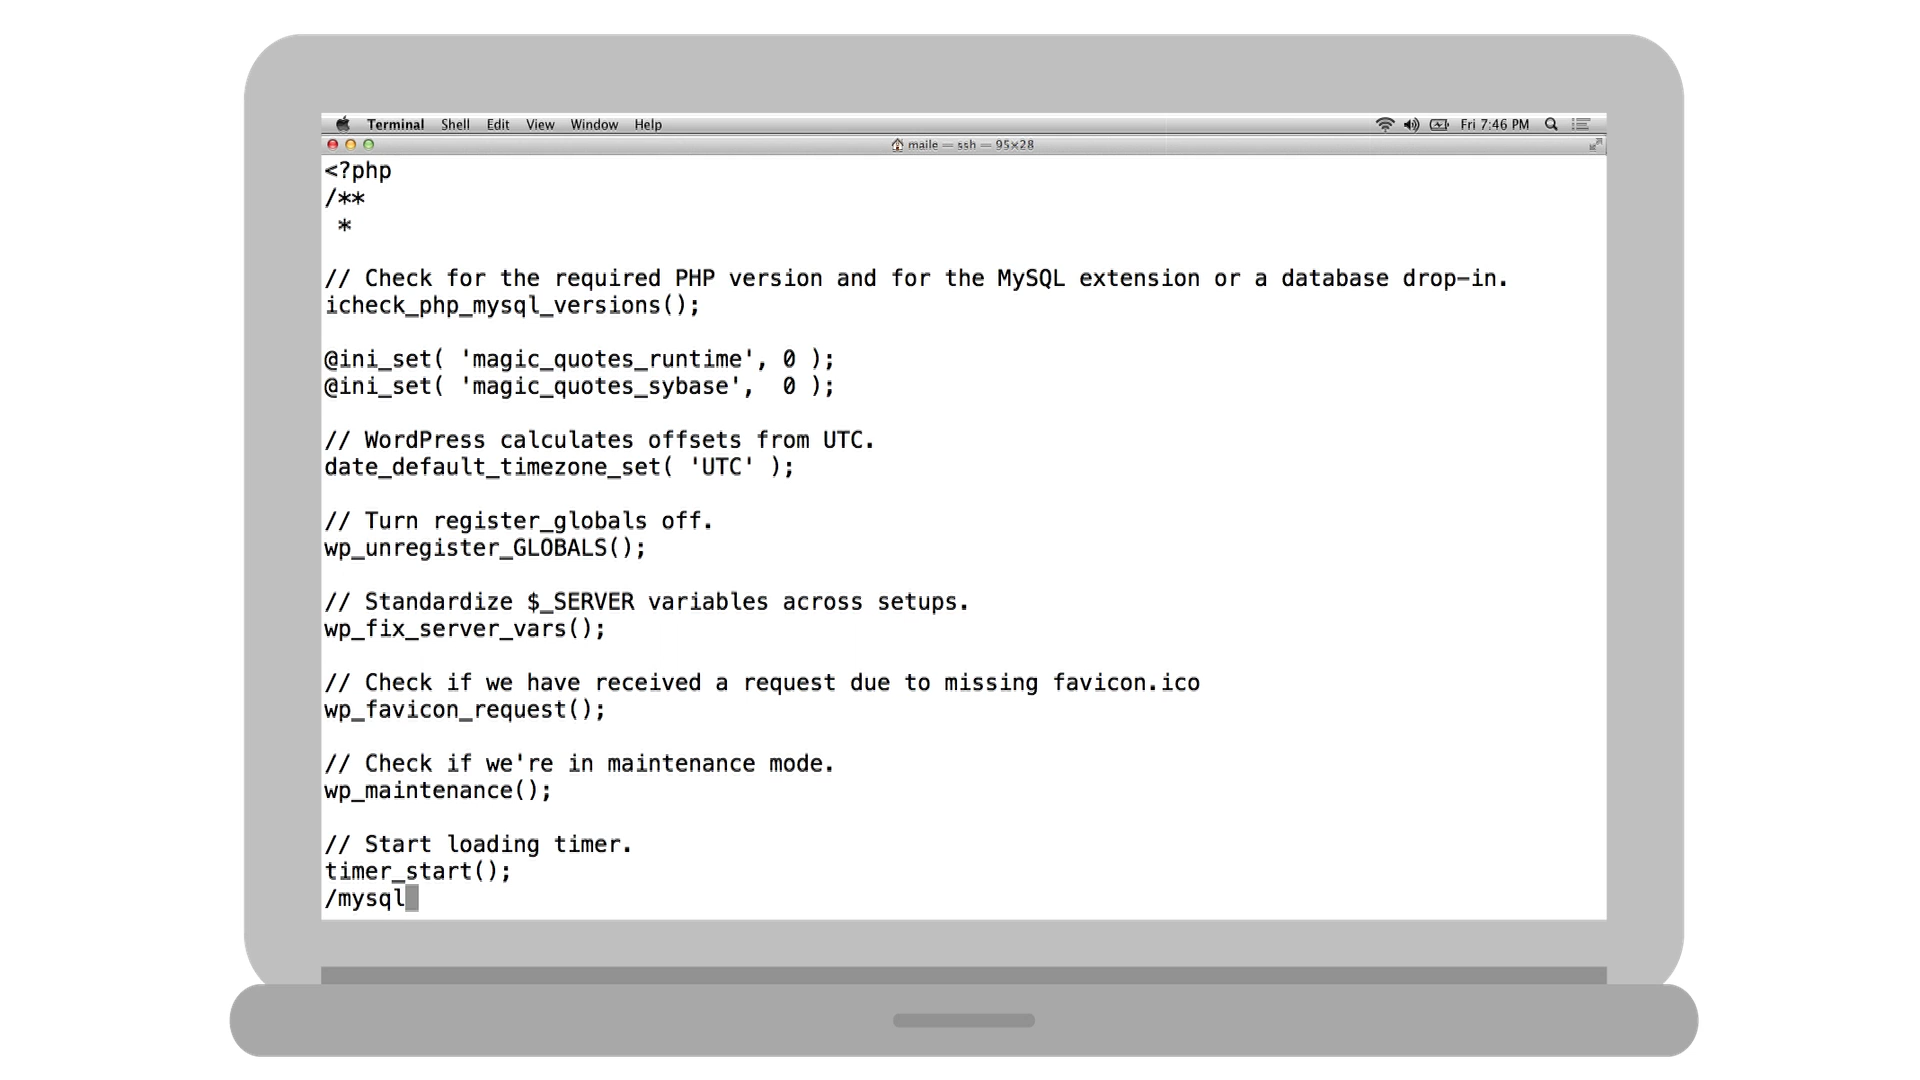 Terminal Shell Edit View Window Help Fri 7:46 PM
maile — ssh — 95×28
<?php
/**
 *
// Check for the required PHP version and for the MySQL extension or a database drop-in.
icheck_php_mysql_versions();
@ini_set( 'magic_quotes_runtime', 0 );
@ini_set( 'magic_quotes_sybase',  0 );
// WordPress calculates offsets from UTC.
date_default_timezone_set( 'UTC' );
// Turn register_globals off.
wp_unregister_GLOBALS();
// Standardize $_SERVER variables across setups.
wp_fix_server_vars();
// Check if we have received a request due to missing favicon.ico
wp_favicon_request();
// Check if we're in maintenance mode.
wp_maintenance();
// Start loading timer.
timer_start();
/mysql